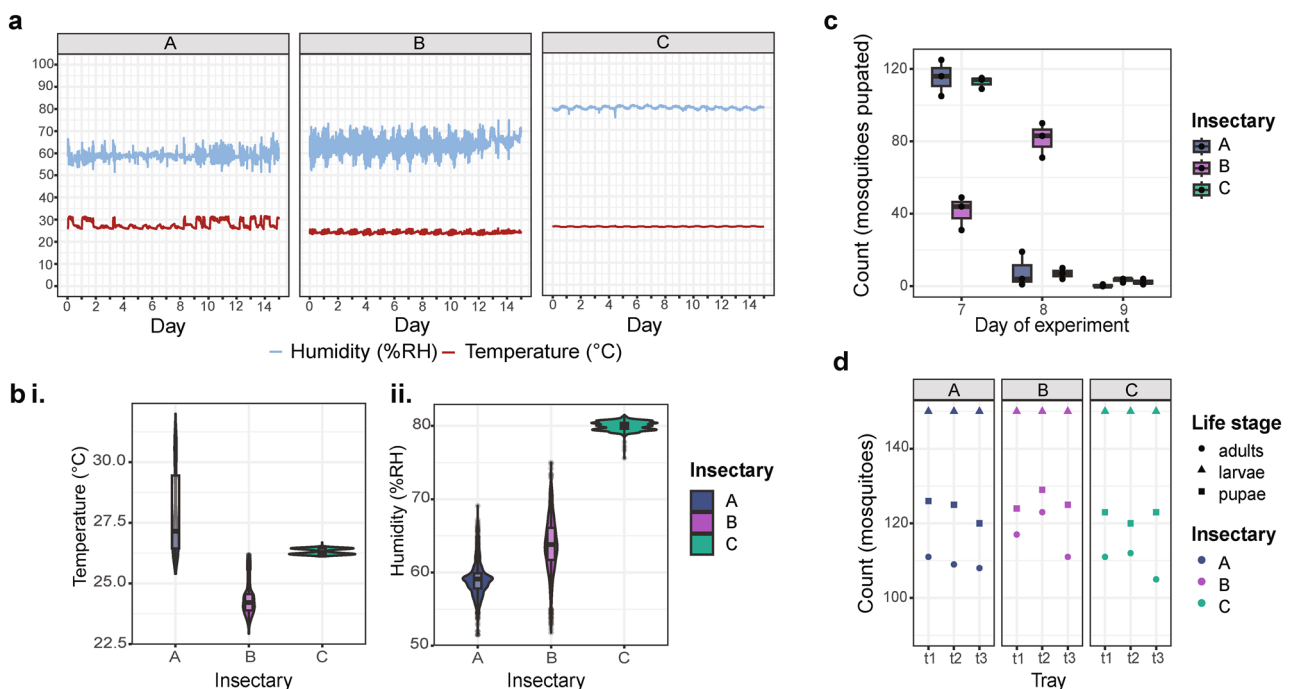 a
A
B
C
100
90
80
70
60
50
40
30
20
10
0
0 2 4 6 8 10 12 14
0 2 4 6 8 10 12 14
0 2 4 6 8 10 12 14
Day
Day
Day
Humidity (%RH)
Temperature (°C)
b i.
Temperature (°C)
30.0
27.5
25.0
22.5
A B C
Insectary
ii.
Humidity (%RH)
80
70
60
50
A B C
Insectary
Insectary
A
B
C
c
Count (mosquitoes pupated)
120
80
40
0
7 8 9
Day of experiment
Insectary
A
B
C
d
A
B
C
Count (mosquitoes)
140
120
100
t1 t2 t3
t1 t2 t3
t1 t2 t3
Tray
Life stage
adults
larvae
pupae
Insectary
A
B
C